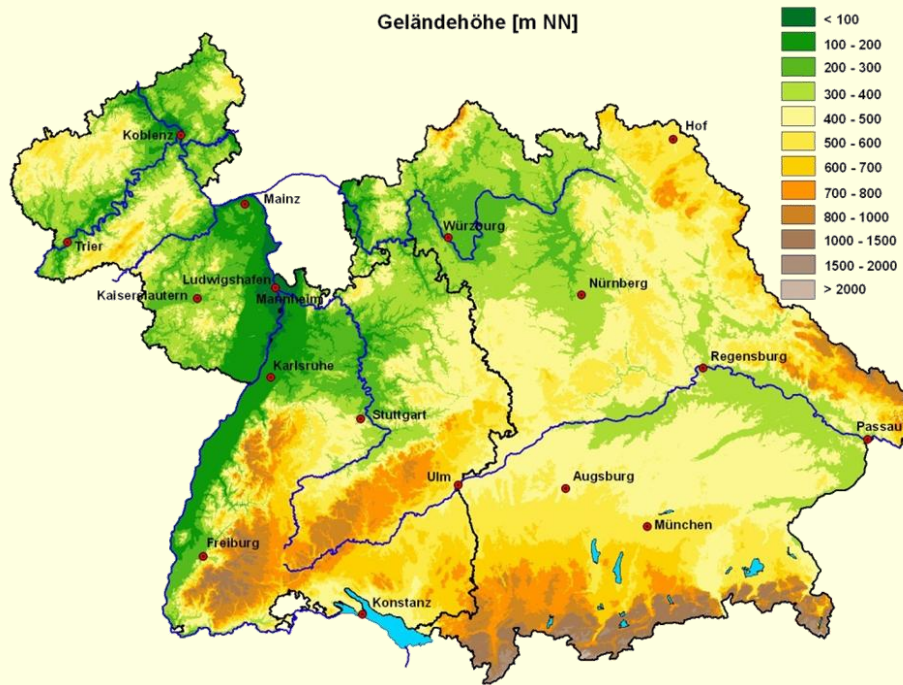 Geländehöhe [m NN]
< 100
100 - 200
200 - 300
300 - 400
400 - 500
500 - 600
600 - 700
700 - 800
800 - 1000
1000 - 1500
1500 - 2000
> 2000
Koblenz
Hof
Mainz
Trier
Würzburg
Ludwigshafen
Kaiserslautern
Mannheim
Nürnberg
Regensburg
Karlsruhe
Stuttgart
Passau
Ulm
Augsburg
München
Freiburg
Konstanz